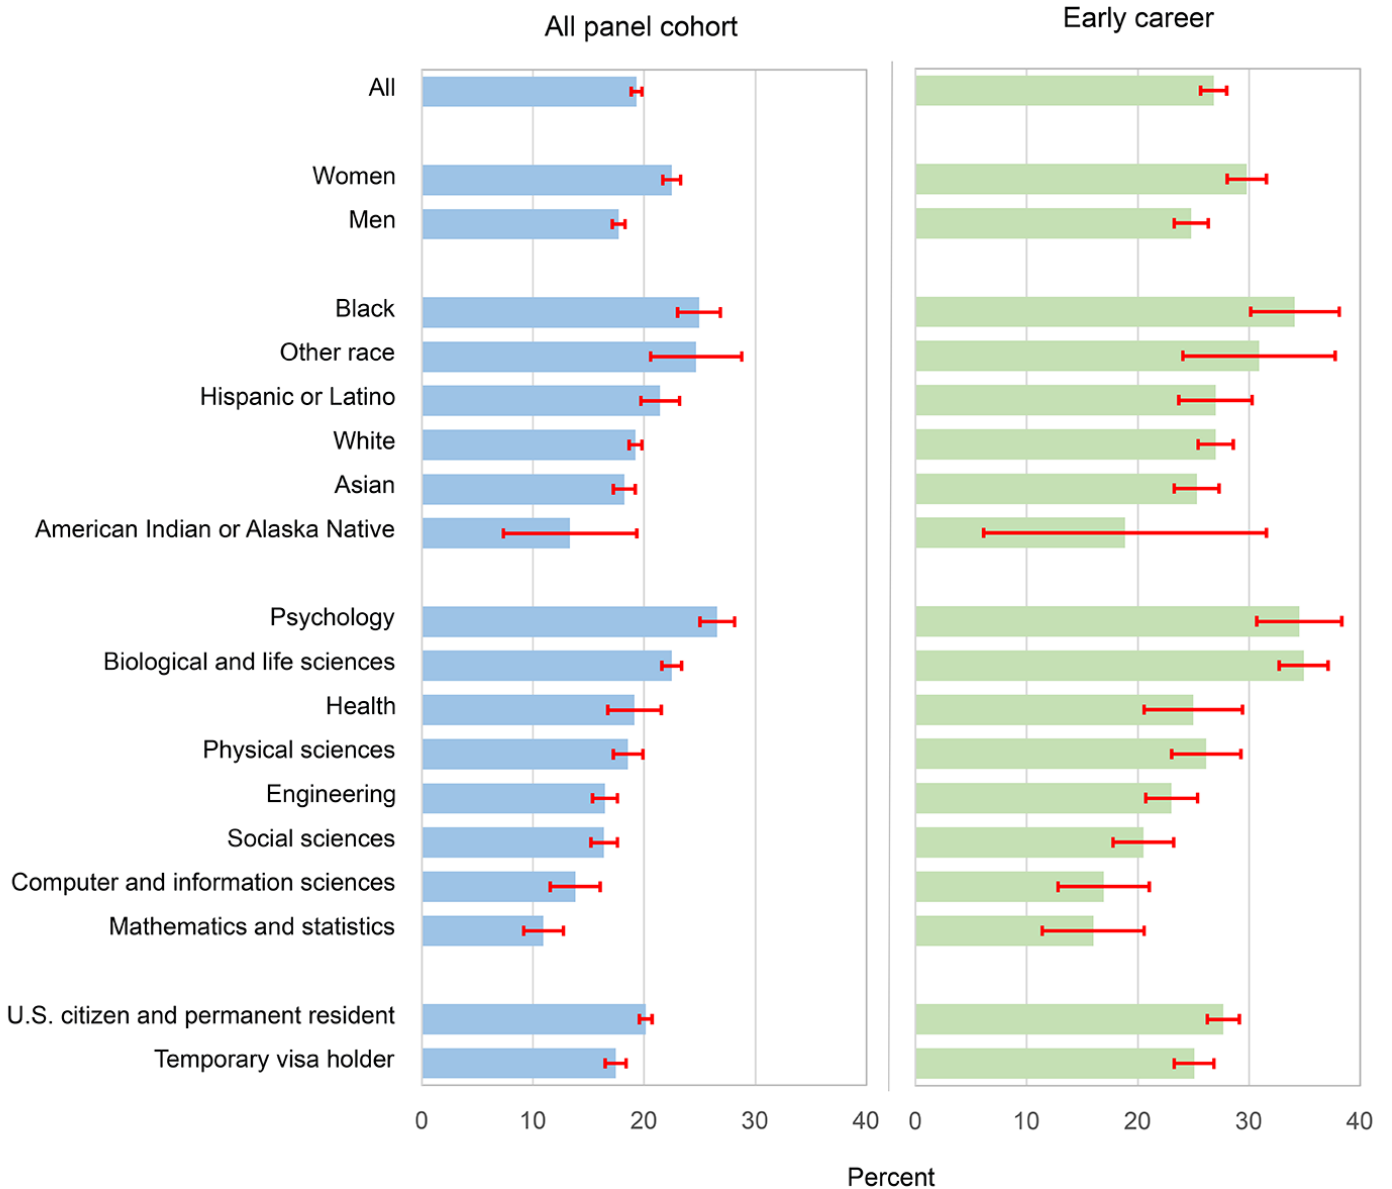 All panel cohort
Early career
All
Women
Men
Black
Other race
Hispanic or Latino
White
Asian
American Indian or Alaska Native
Psychology
Biological and life sciences
Health
Physical sciences
Engineering
Social sciences
Computer and information sciences
Mathematics and statistics
U.S. citizen and permanent resident
Temporary visa holder
0 10 20 30 40
0 10 20 30 40
Percent